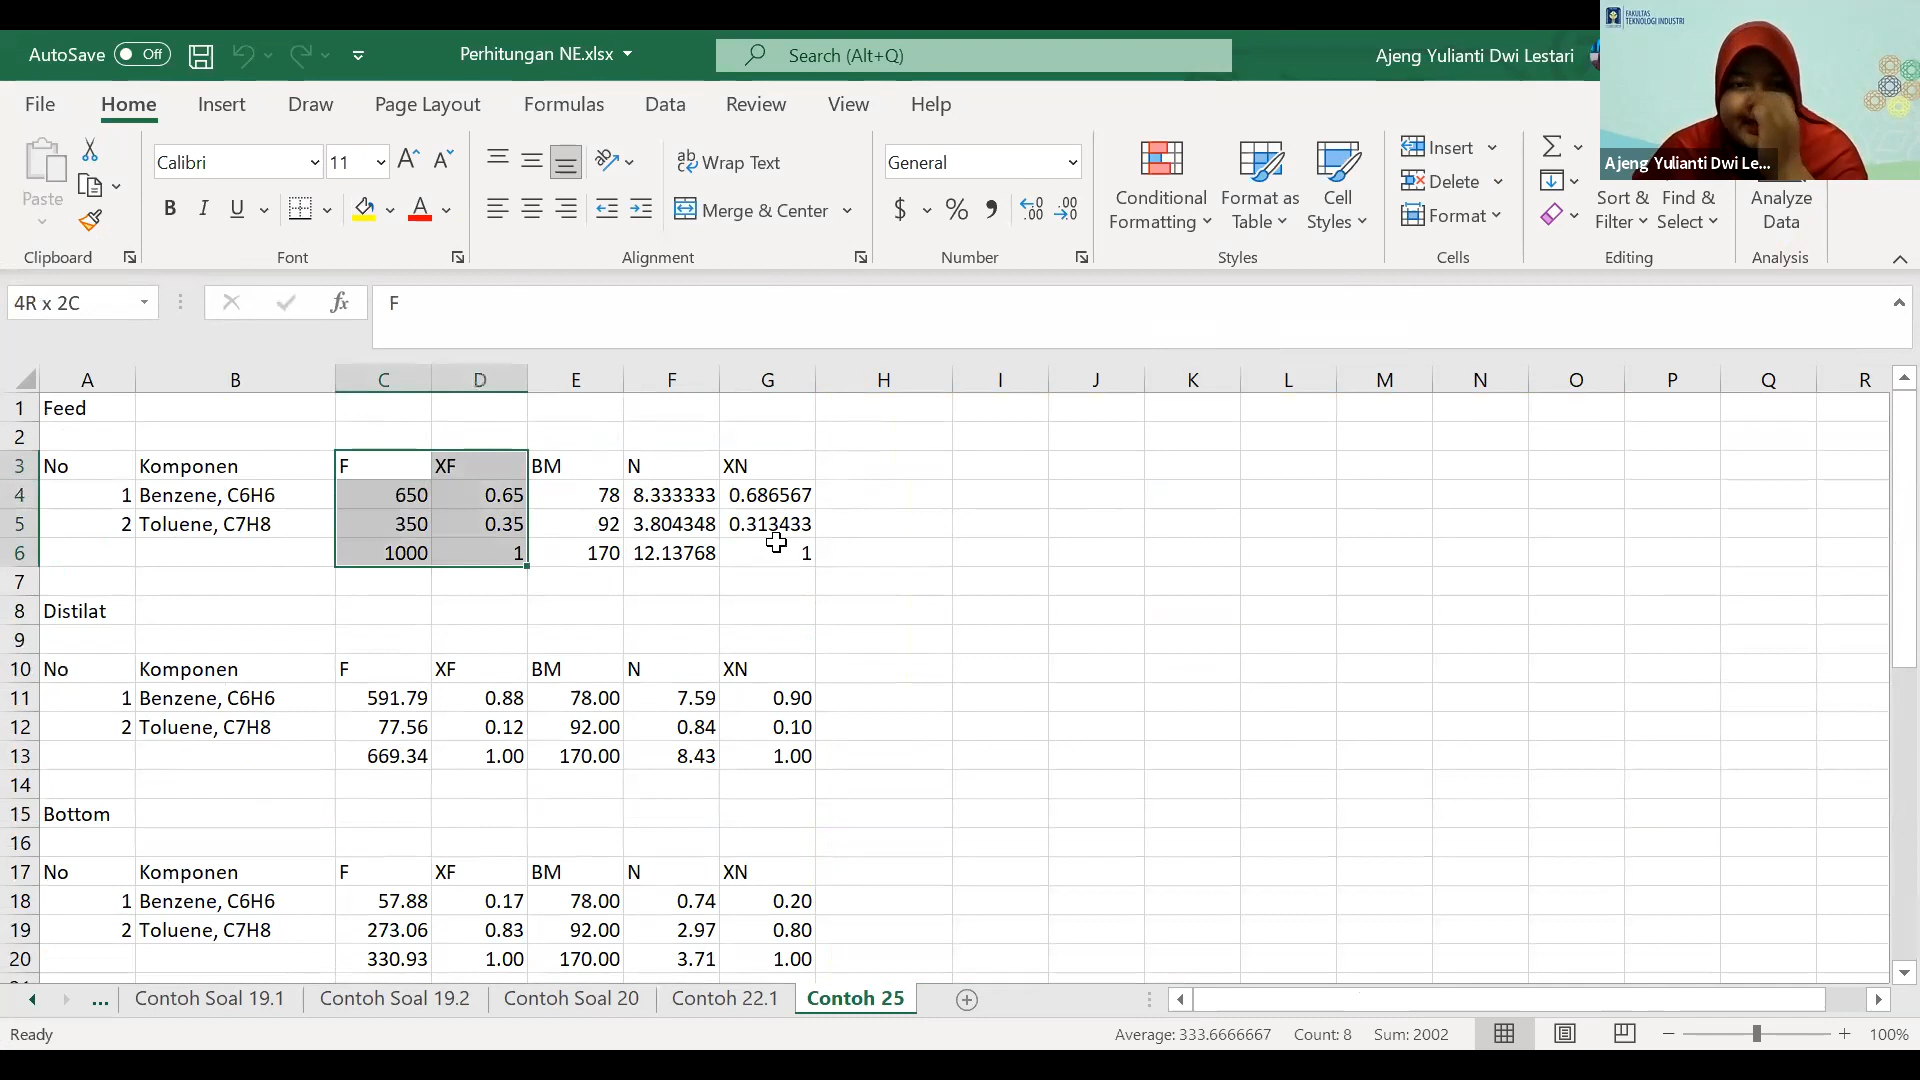 FAKULTAS
TEKNOLOGI INDUSTRI
Ajeng Yulianti Dwi Le...
AutoSave Off Perhitungan NE.xlsx Search (Alt+Q) Ajeng Yulianti Dwi Lestari
File Home Insert Draw Page Layout Formulas Data Review View Help
Paste
Clipboard
Calibri 11
B I U
Font
Wrap Text
Merge & Center
Alignment
General
$ % 9
Number
Conditional Formatting
Format as Table
Cell Styles
Styles
Insert
Delete
Format
Cells
Sort & Filter
Find & Select
Editing
Analyze Data
Analysis
4R x 2C fx F
A B C D E F G H I J K L M N O P Q R
1 Feed
2
3 No Komponen F XF BM N XN
4 1 Benzene, C6H6 650 0.65 78 8.333333 0.686567
5 2 Toluene, C7H8 350 0.35 92 3.804348 0.313433
6 1000 1 170 12.13768 1
7
8 Distilat
9
10 No Komponen F XF BM N XN
11 1 Benzene, C6H6 591.79 0.88 78.00 7.59 0.90
12 2 Toluene, C7H8 77.56 0.12 92.00 0.84 0.10
13 669.34 1.00 170.00 8.43 1.00
14
15 Bottom
16
17 No Komponen F XF BM N XN
18 1 Benzene, C6H6 57.88 0.17 78.00 0.74 0.20
19 2 Toluene, C7H8 273.06 0.83 92.00 2.97 0.80
20 330.93 1.00 170.00 3.71 1.00
... Contoh Soal 19.1 Contoh Soal 19.2 Contoh Soal 20 Contoh 22.1 Contoh 25
Ready Average: 333.6666667 Count: 8 Sum: 2002 100%